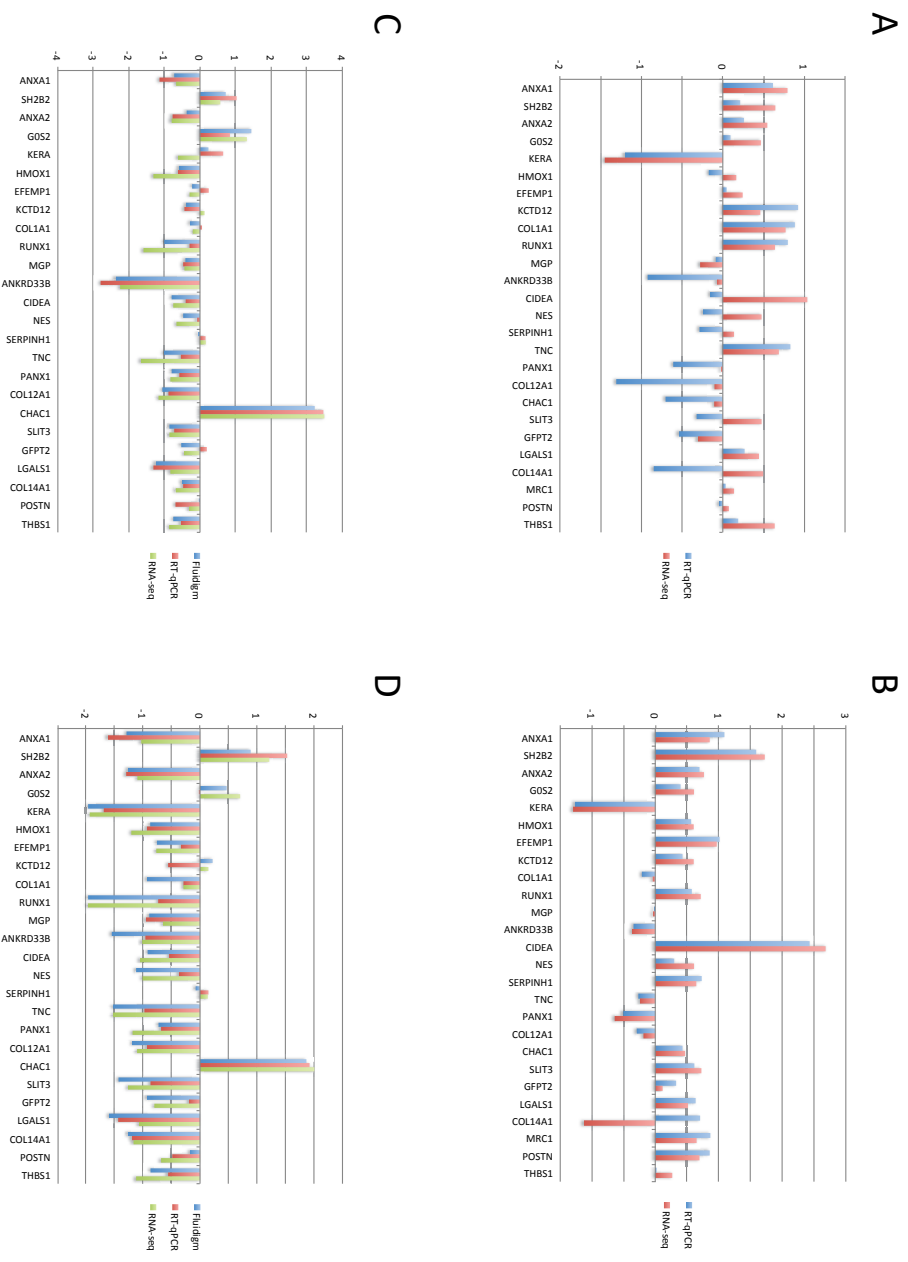 A
-2
-1
0
1
ANXA1
SH2B2
ANXA2
G0S2
KERA
HMOX1
EFEMP1
KCTD12
COL1A1
RUNX1
MGP
ANKRD33B
CIDEA
NES
SERPINH1
TNC
PANX1
COL12A1
CHAC1
SLIT3
GFPT2
LGALS1
COL14A1
MRC1
POSTN
THBS1
RT-qPCR
RNA-seq
B
-1
0
1
2
3
ANXA1
SH2B2
ANXA2
G0S2
KERA
HMOX1
EFEMP1
KCTD12
COL1A1
RUNX1
MGP
ANKRD33B
CIDEA
NES
SERPINH1
TNC
PANX1
COL12A1
CHAC1
SLIT3
GFPT2
LGALS1
COL14A1
MRC1
POSTN
THBS1
RT-qPCR
RNA-seq
C
-4
-3
-2
-1
0
1
2
3
4
ANXA1
SH2B2
ANXA2
G0S2
KERA
HMOX1
EFEMP1
KCTD12
COL1A1
RUNX1
MGP
ANKRD33B
CIDEA
NES
SERPINH1
TNC
PANX1
COL12A1
CHAC1
SLIT3
GFPT2
LGALS1
COL14A1
POSTN
THBS1
Fluidigm
RT-qPCR
RNA-seq
D
-2
-1
0
1
2
ANXA1
SH2B2
ANXA2
G0S2
KERA
HMOX1
EFEMP1
KCTD12
COL1A1
RUNX1
MGP
ANKRD33B
CIDEA
NES
SERPINH1
TNC
PANX1
COL12A1
CHAC1
SLIT3
GFPT2
LGALS1
COL14A1
POSTN
THBS1
Fluidigm
RT-qPCR
RNA-seq